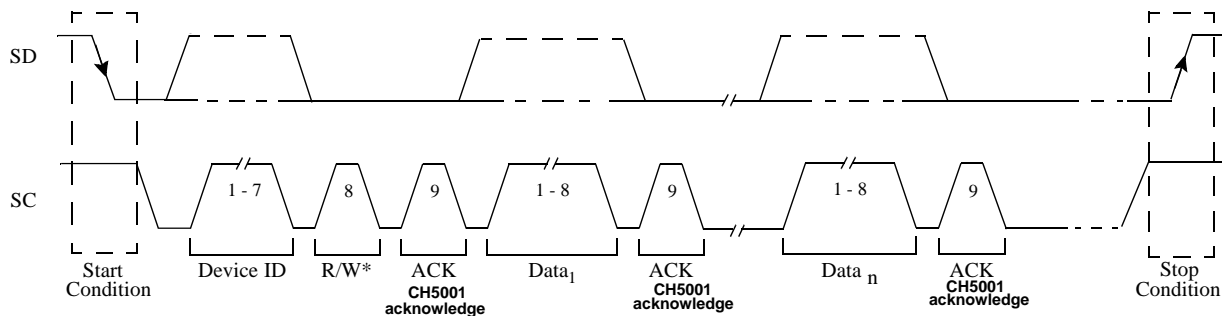 SD
SC
1 - 7
8
9
1 - 8
9
1 - 8
9
Start
Condition
Device ID
R/W*
ACK
CH5001
acknowledge
Data1
ACK
CH5001
acknowledge
Data n
ACK
CH5001
acknowledge
Stop
Condition